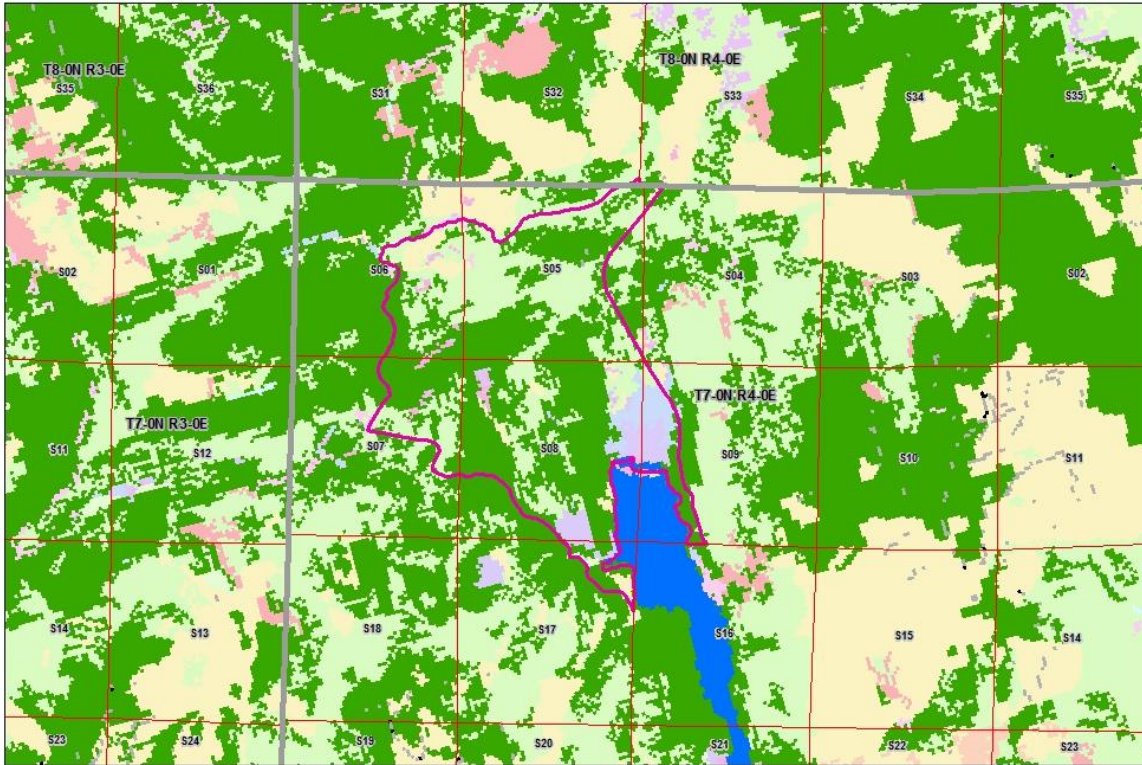 T8-0N R3-0E
T8-0N R4-0E
S35
S36
S31
S32
S33
S34
S35
S02
S01
S06
S05
S04
S03
S02
T7-0N R3-0E
T7-0N R4-0E
S11
S12
S07
S08
S09
S10
S11
S14
S13
S18
S17
S16
S15
S14
S23
S24
S19
S20
S21
S22
S23